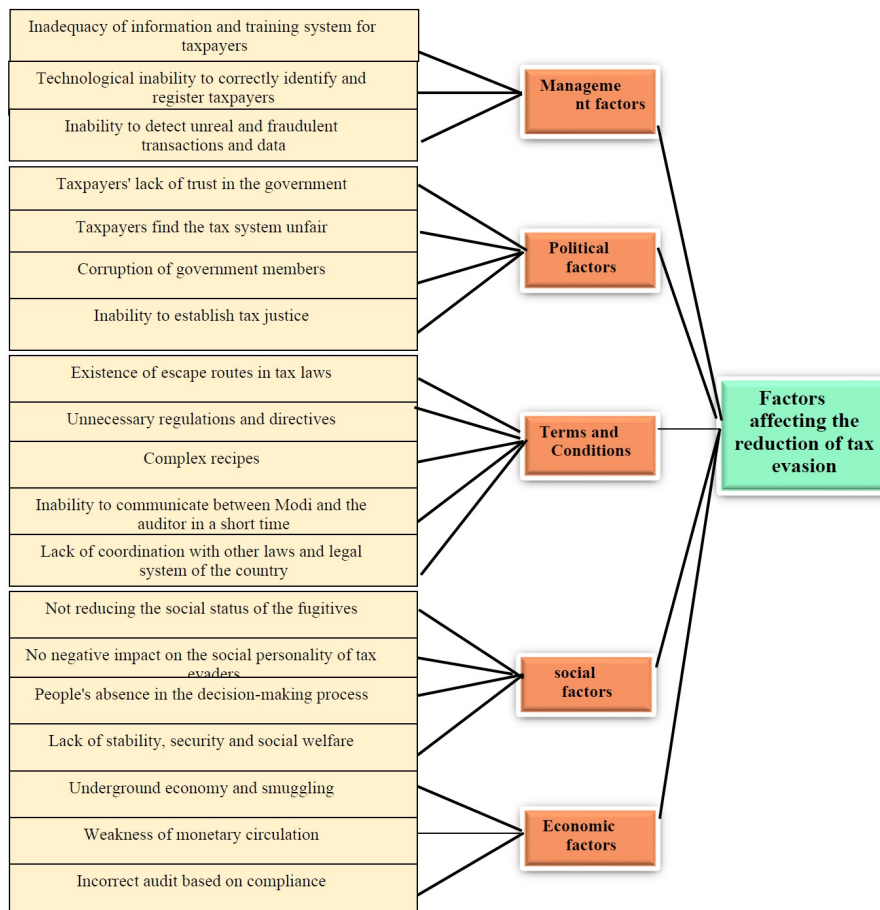 Inadequacy of information and training system for
taxpayers
Technological inability to correctly identify and
register taxpayers
Inability to detect unreal and fraudulent
transactions and data
Manageme
nt factors
Taxpayers' lack of trust in the government
Taxpayers find the tax system unfair
Corruption of government members
Inability to establish tax justice
Political
factors
Existence of escape routes in tax laws
Unnecessary regulations and directives
Complex recipes
Inability to communicate between Modi and the
auditor in a short time
Lack of coordination with other laws and legal
system of the country
Terms and
Conditions
Not reducing the social status of the fugitives
No negative impact on the social personality of tax
evaders
People's absence in the decision-making process
Lack of stability, security and social welfare
social
factors
Underground economy and smuggling
Weakness of monetary circulation
Incorrect audit based on compliance
Economic
factors
Factors
affecting the
reduction of tax
evasion